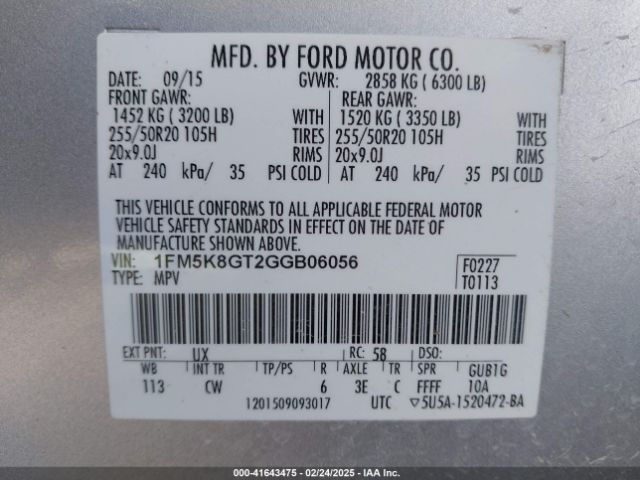 MFD. BY FORD MOTOR CO.
DATE: 09/15 GVWR: 2858 KG ( 6300 LB)
FRONT GAWR: REAR GAWR:
1452 KG ( 3200 LB) WITH 1520 KG ( 3350 LB) WITH
255/50R20 105H TIRES 255/50R20 105H TIRES
20x9.0J RIMS 20x9.0J RIMS
AT 240 kPa/ 35 PSI COLD AT 240 kPa/ 35 PSI COLD
THIS VEHICLE CONFORMS TO ALL APPLICABLE FEDERAL MOTOR
VEHICLE SAFETY STANDARDS IN EFFECT ON THE DATE OF
MANUFACTURE SHOWN ABOVE.
VIN: 1FM5K8GT2GGB06056 F0227
TYPE: MPV T0113
EXT PNT: UX RC: 58 DSO:
WB INT TR TP/PS R AXLE TR SPR GUB1G
113 CW 6 3E C FFFF 10A
1201509093017 UTC ▽5U5A-1520472-BA
000-41643475 - 02/24/2025 - IAA Inc.